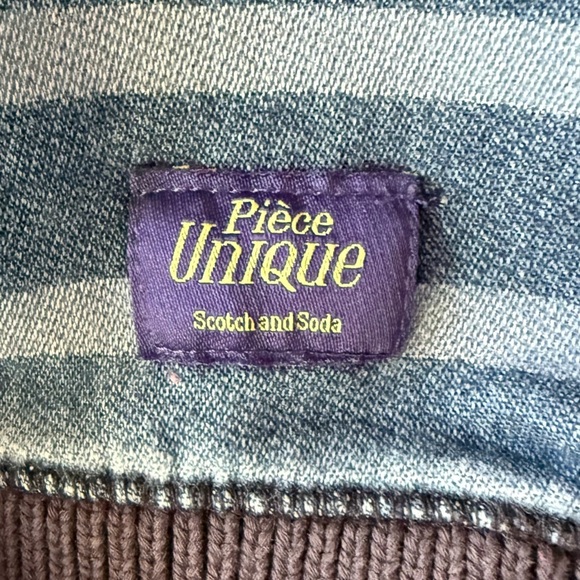 Pièce
UNIQUE
Scotch and Soda